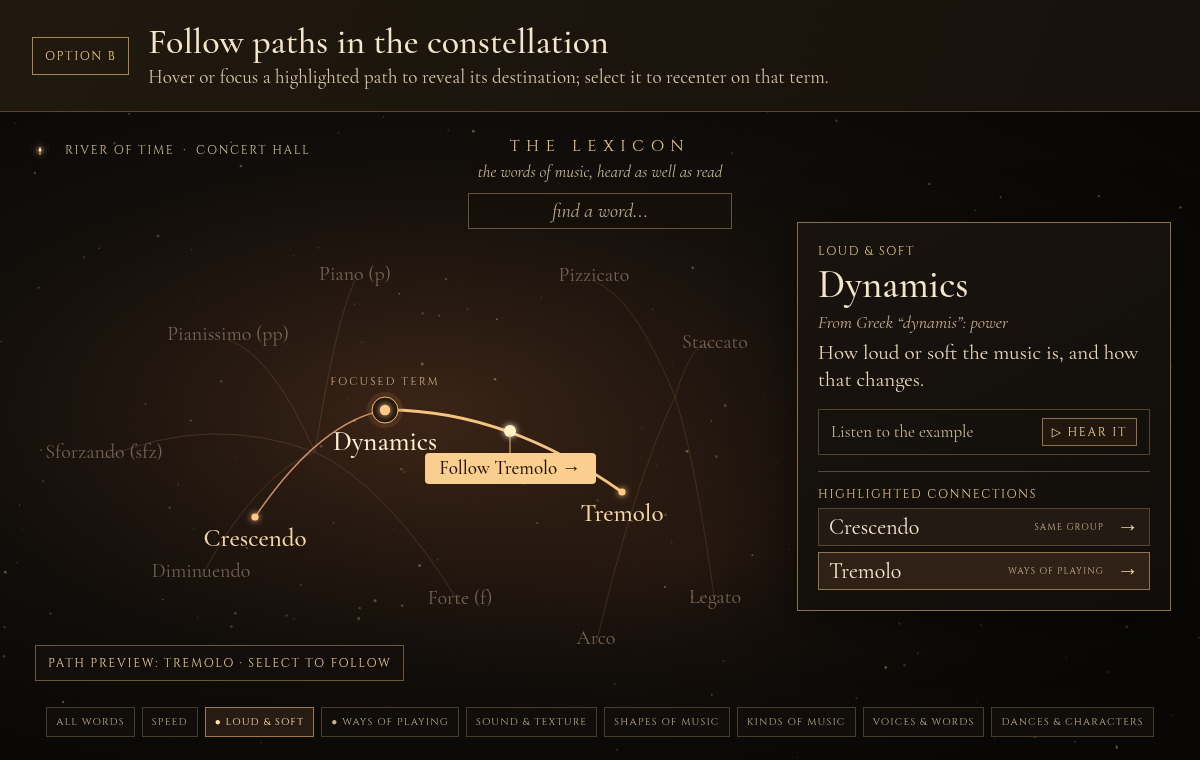 OPTION B
Follow paths in the constellation
Hover or focus a highlighted path to reveal its destination; select it to recenter on that term.
RIVER OF TIME · CONCERT HALL
THE LEXICON
the words of music, heard as well as read
find a word...
Piano (p)
Pizzicato
Pianissimo (pp)
Staccato
FOCUSED TERM
Dynamics
Sforzando (sfz)
Follow Tremolo →
Tremolo
Crescendo
Diminuendo
Forte (f)
Legato
Arco
LOUD & SOFT
Dynamics
From Greek “dynamis”: power
How loud or soft the music is, and how
that changes.
Listen to the example
▷ HEAR IT
HIGHLIGHTED CONNECTIONS
Crescendo SAME GROUP →
Tremolo WAYS OF PLAYING →
PATH PREVIEW: TREMOLO · SELECT TO FOLLOW
ALL WORDS
SPEED
● LOUD & SOFT
● WAYS OF PLAYING
SOUND & TEXTURE
SHAPES OF MUSIC
KINDS OF MUSIC
VOICES & WORDS
DANCES & CHARACTERS